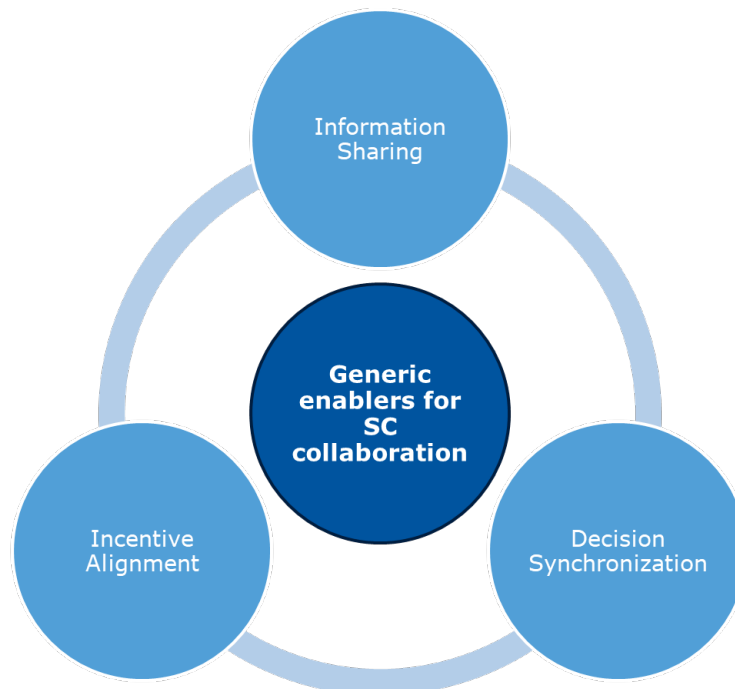 Information
Sharing
Generic
enablers for
SC
collaboration
Incentive
Alignment
Decision
Synchronization